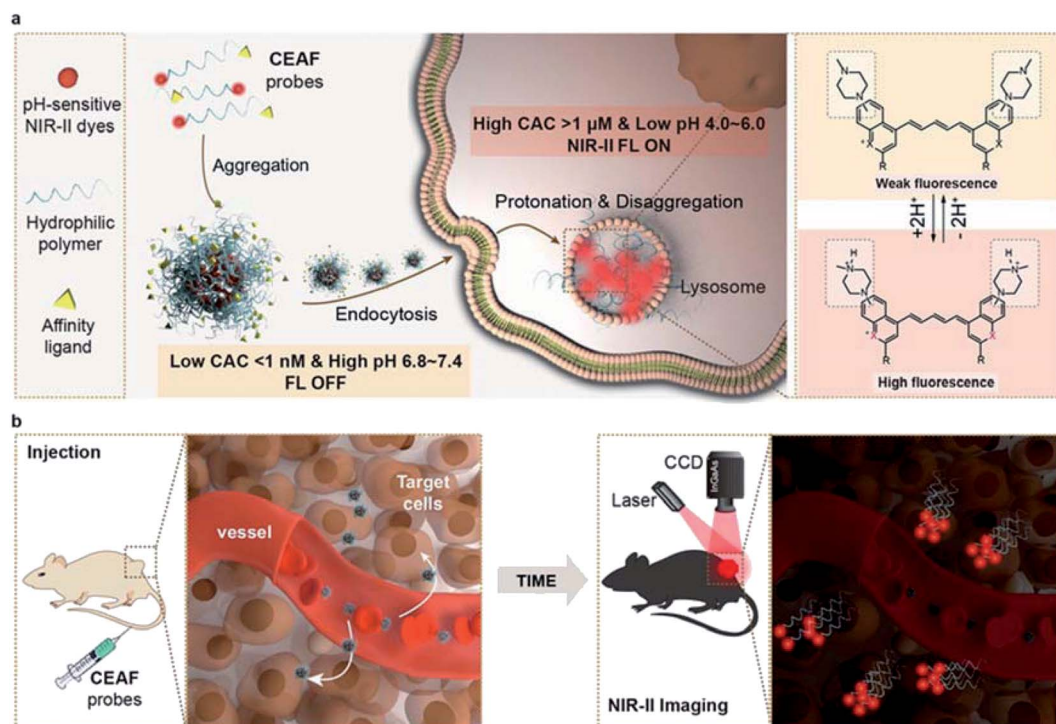 a
pH-sensitive
NIR-II dyes
Hydrophilic
polymer
Affinity
ligand
CEAF
probes
Aggregation
Endocytosis
Low CAC <1 nM & High pH 6.8~7.4
FL OFF
High CAC >1 μM & Low pH 4.0~6.0
NIR-II FL ON
Protonation & Disaggregation
Lysosome
N
N
N
N
+X
X
R
R
Weak fluorescence
+2H⁺
- 2H⁺
H
N⁺
N
H
N⁺
N
+X
X
R
R
High fluorescence
b
Injection
CEAF
probes
vessel
Target
cells
TIME
Laser
CCD
InGaAs
NIR-II Imaging